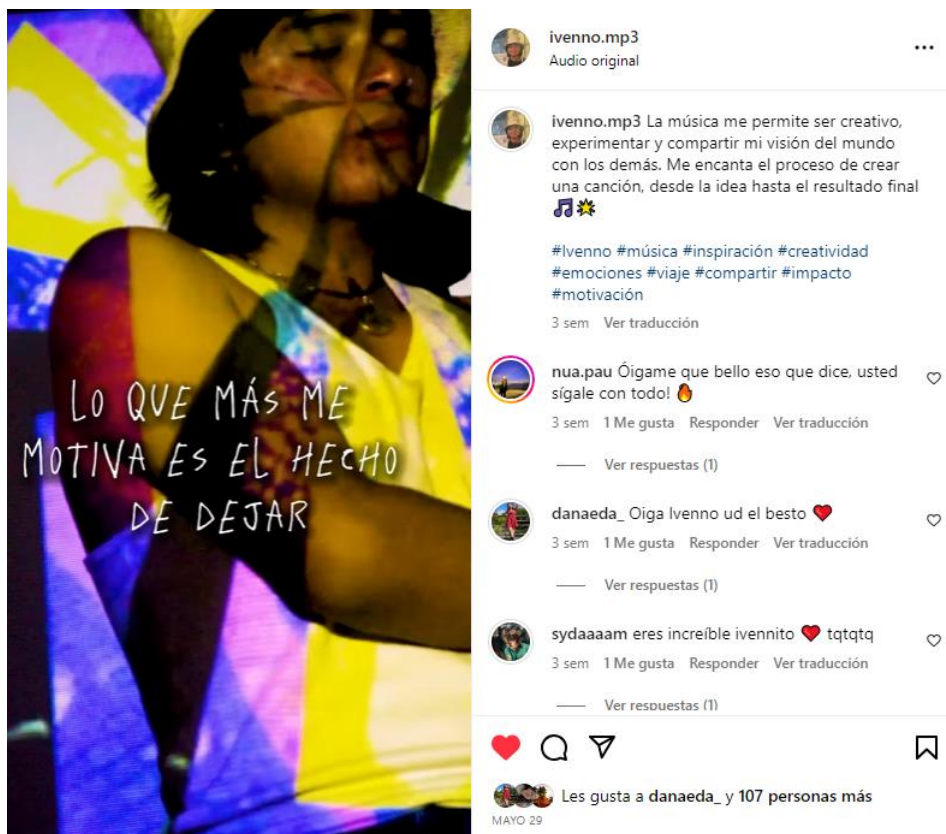 LO QUE MÁS ME
MOTIVA ES EL HECHO
DE DEJAR
ivenno.mp3
Audio original
ivenno.mp3 La música me permite ser creativo,
experimentar y compartir mi visión del mundo
con los demás. Me encanta el proceso de crear
una canción, desde la idea hasta el resultado final
#Ivenno #música #inspiración #creatividad
#emociones #viaje #compartir #impacto
#motivación
3 sem Ver traducción
nua.pau Óigame que bello eso que dice, usted
sígale con todo!
3 sem 1 Me gusta Responder Ver traducción
Ver respuestas (1)
danaeda_ Oiga Ivenno ud el besto
3 sem 1 Me gusta Responder Ver traducción
Ver respuestas (1)
sydaaaam eres increíble ivennito tqtqtq
3 sem 1 Me gusta Responder Ver traducción
Ver respuestas (1)
Les gusta a danaeda_ y 107 personas más
MAYO 29